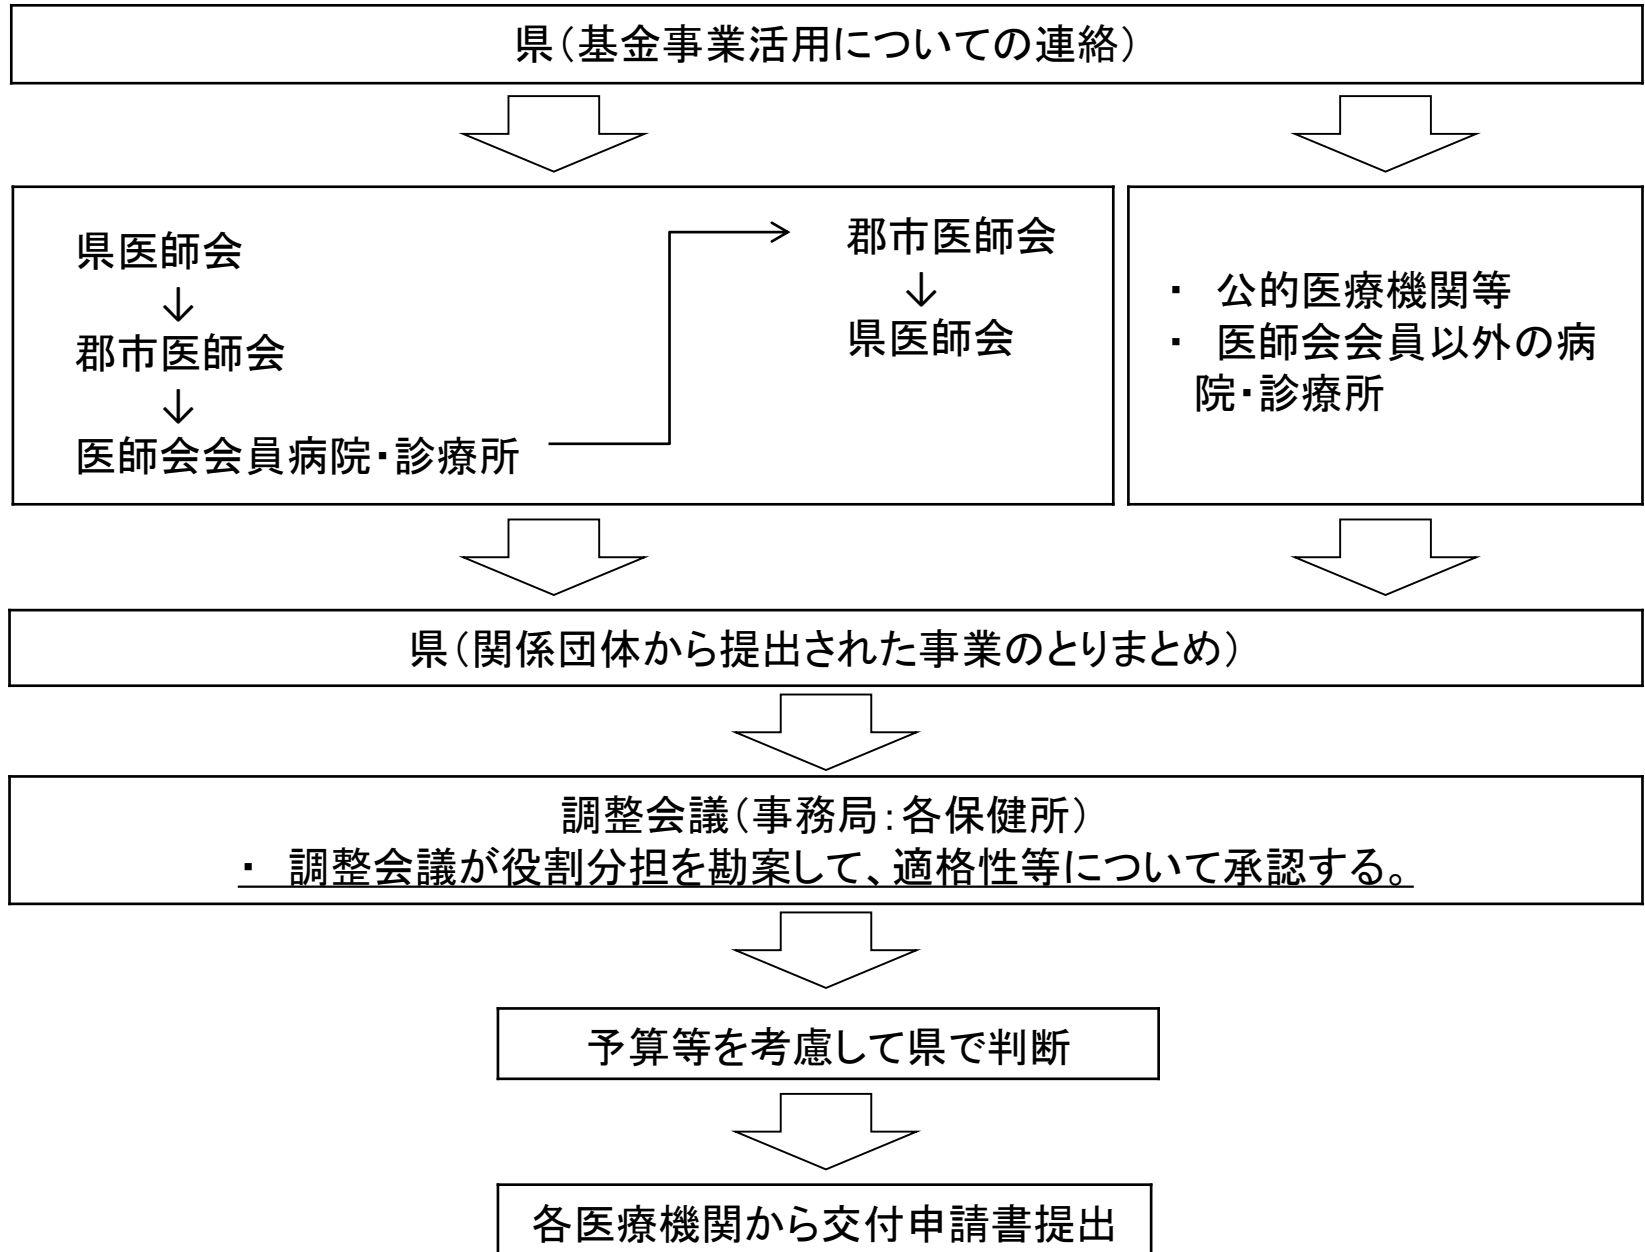 県（基金事業活用についての連絡）
県医師会
↓
郡市医師会
↓
医師会会員病院・診療所
郡市医師会
↓
県医師会
・　公的医療機関等
・　医師会会員以外の病
院・診療所
県（関係団体から提出された事業のとりまとめ）
調整会議（事務局：各保健所）
・　調整会議が役割分担を勘案して、適格性等について承認する。
予算等を考慮して県で判断
各医療機関から交付申請書提出